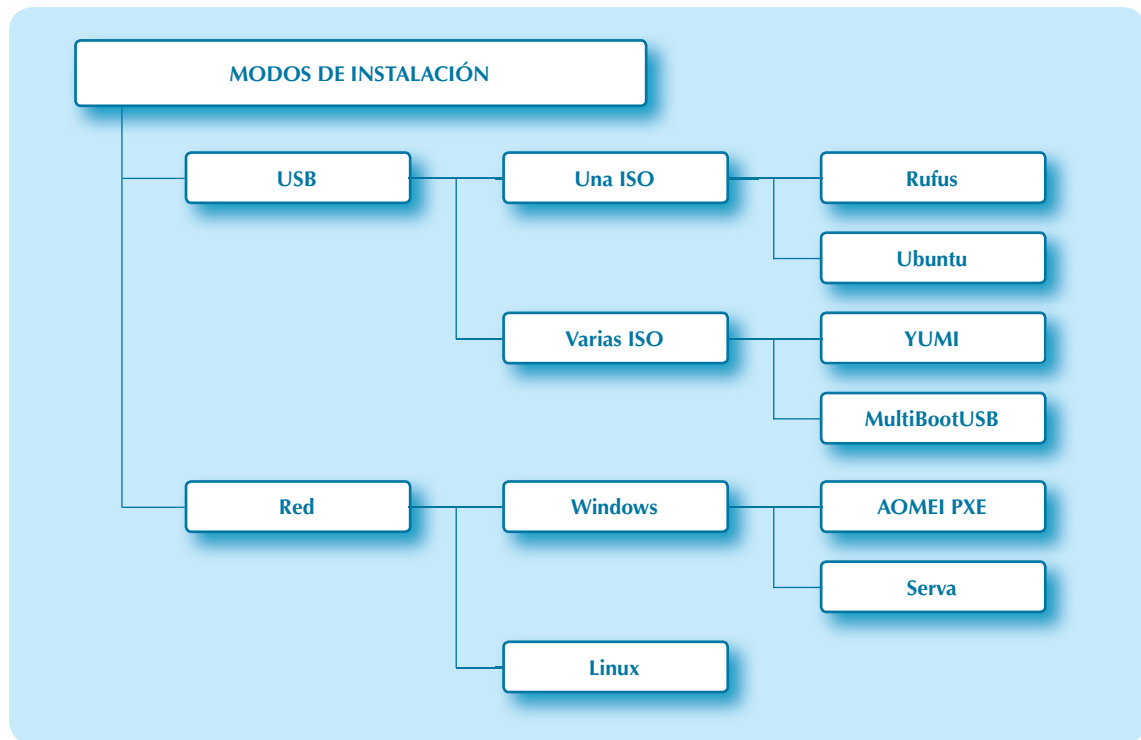 MODOS DE INSTALACIÓN
USB
Una ISO
Rufus
Ubuntu
Varias ISO
YUMI
MultiBootUSB
Red
Windows
AOMEI PXE
Serva
Linux